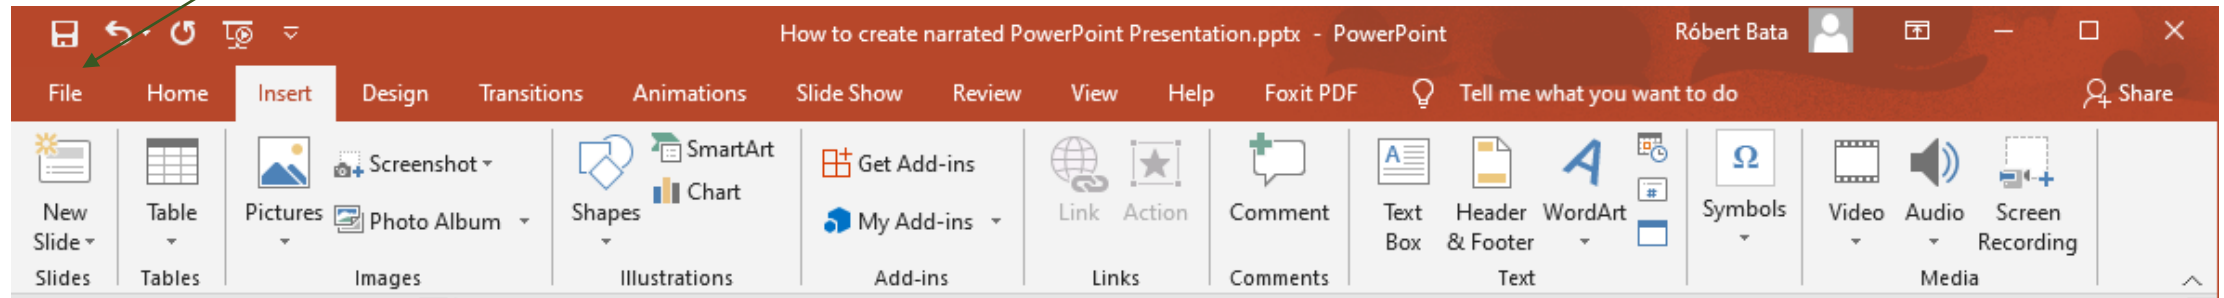 How to create narrated PowerPoint Presentation.pptx - PowerPoint Róbert Bata
File Home Insert Design Transitions Animations Slide Show Review View Help Foxit PDF Tell me what you want to do Share
New Slide
Table
Pictures
Screenshot
Photo Album
Shapes
SmartArt
Chart
Get Add-ins
My Add-ins
Link
Action
Comment
Text Box
Header & Footer
WordArt
Symbols
Video
Audio
Screen Recording
Slides Tables Images Illustrations Add-ins Links Comments Text Media